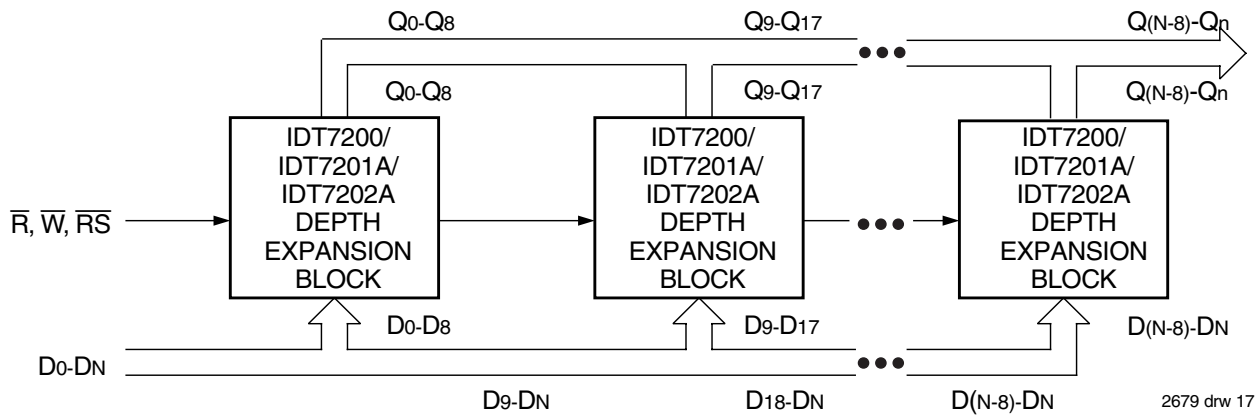 Q0-Q8 Q9-Q17 Q(N-8)-Qn
Q0-Q8 Q9-Q17 Q(N-8)-Qn
IDT7200/
IDT7201A/
IDT7202A
DEPTH
EXPANSION
BLOCK
IDT7200/
IDT7201A/
IDT7202A
DEPTH
EXPANSION
BLOCK
IDT7200/
IDT7201A/
IDT7202A
DEPTH
EXPANSION
BLOCK
R̅, W̅, R̅S̅
D0-D8 D9-D17 D(N-8)-DN
D0-DN
D9-DN D18-DN D(N-8)-DN
2679 drw 17